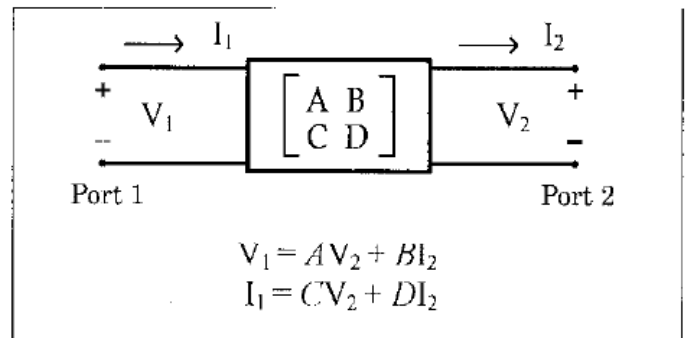 I₁ I₂
+ +
V₁ [A B] V₂
-- [C D] -
Port 1 Port 2
V₁ = AV₂ + BI₂
I₁ = CV₂ + DI₂